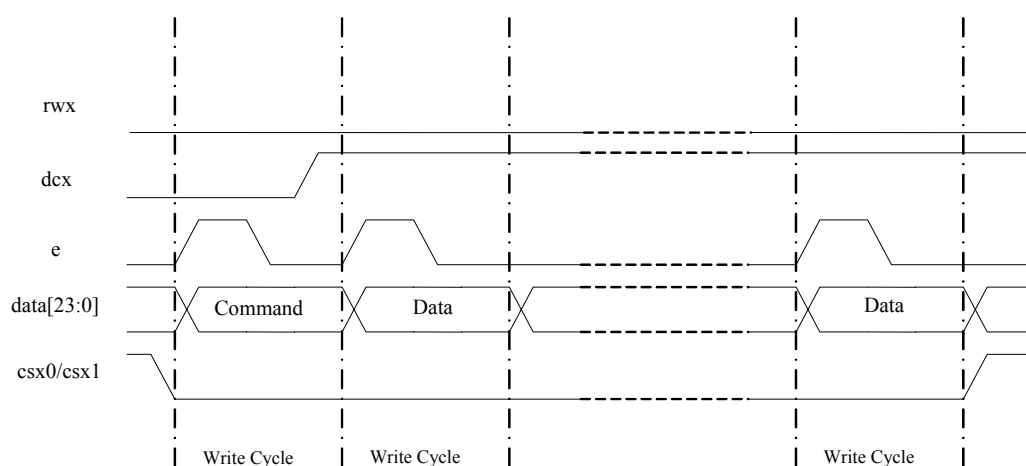 rwx
dcx
e
data[23:0]
Command
Data
Data
csx0/csx1
Write Cycle
Write Cycle
Write Cycle